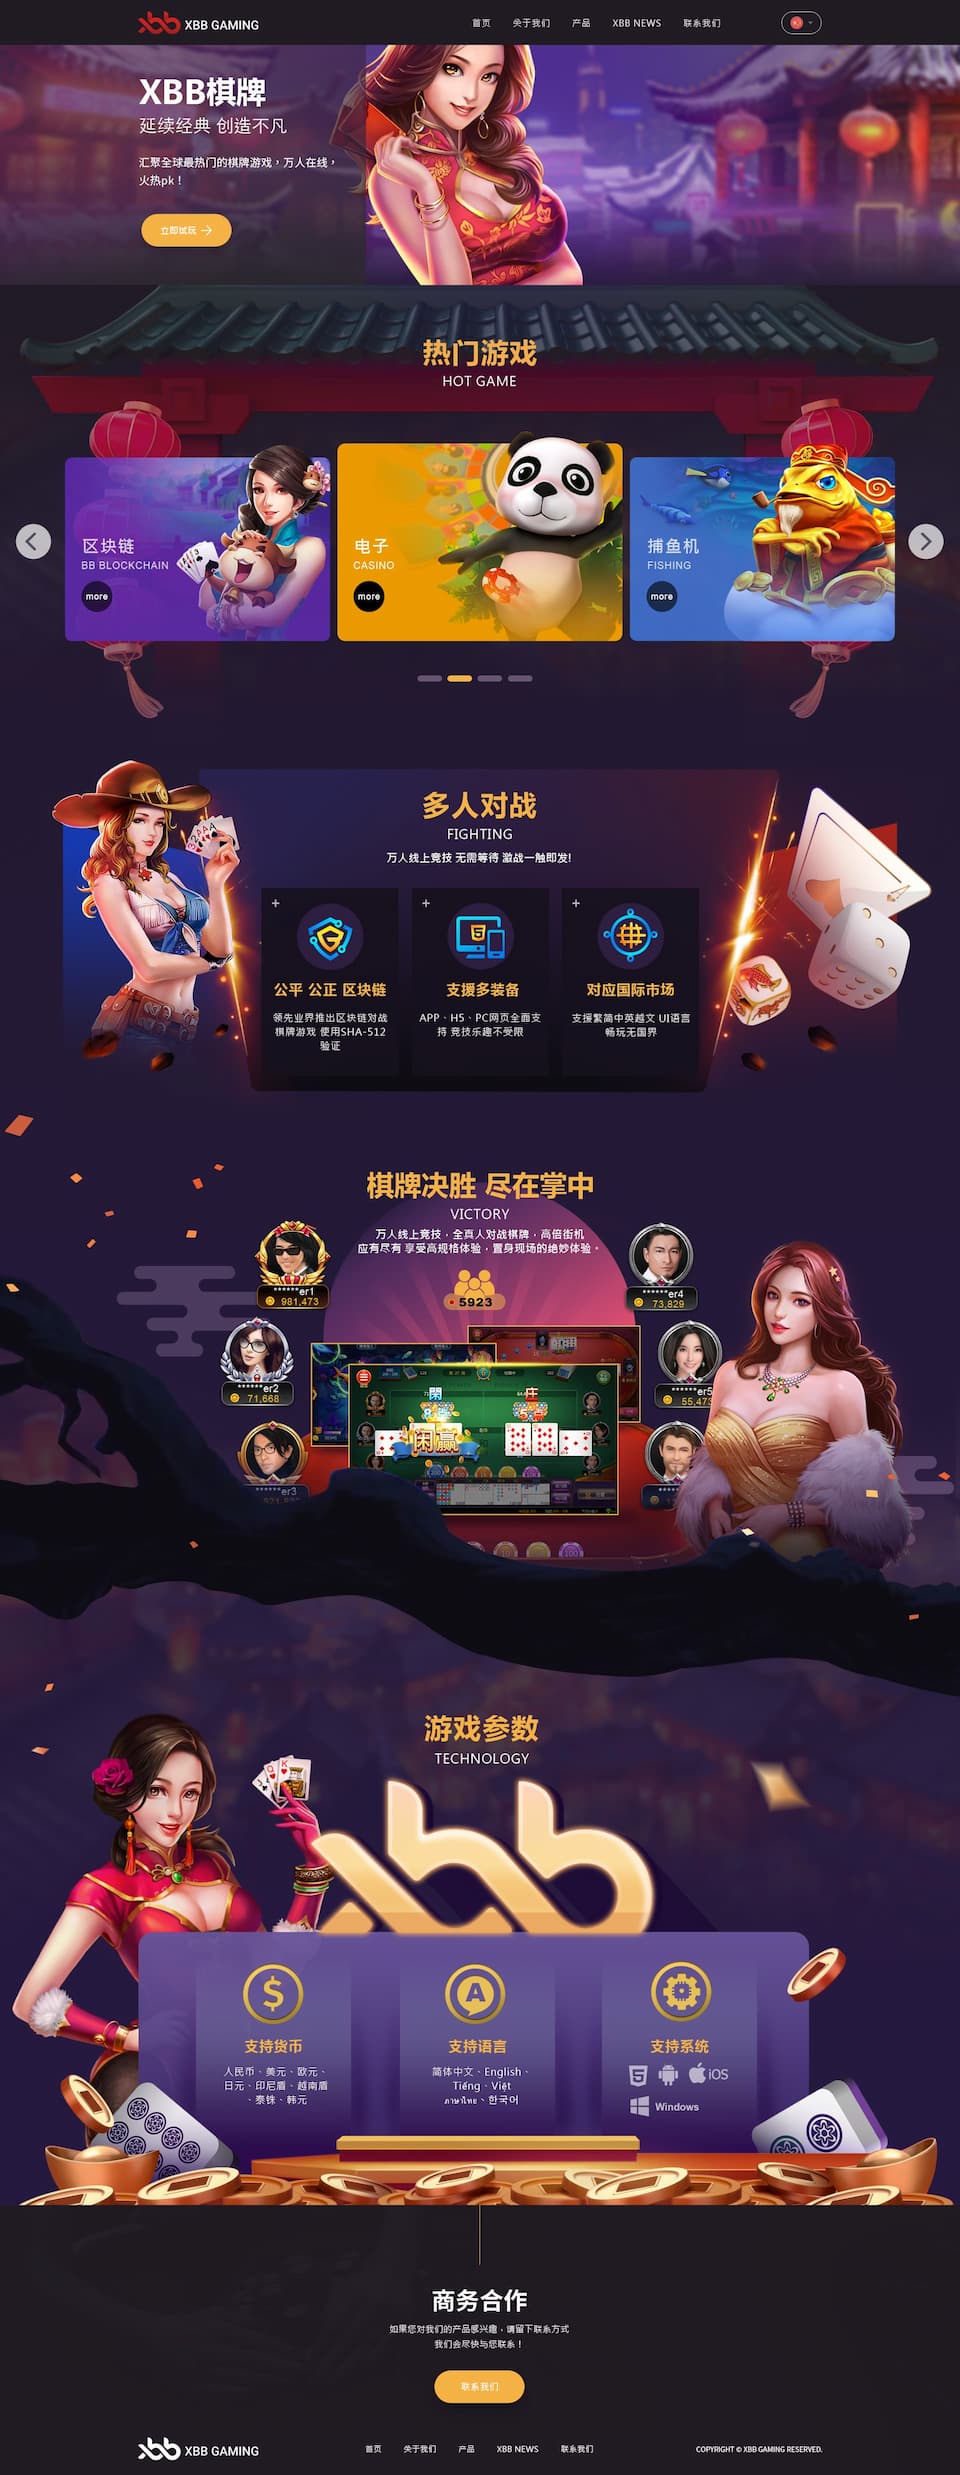 xbb XBB GAMING
首页 关于我们 产品 XBB NEWS 联系我们
XBB棋牌
延续经典 创造不凡
汇聚全球最热门的棋牌游戏，万人在线，
火热pk！
立即试玩
热门游戏
HOT GAME
区块链
BB BLOCKCHAIN
more
电子
CASINO
more
捕鱼机
FISHING
more
多人对战
FIGHTING
万人线上竞技 无需等待 激战一触即发!
公平 公正 区块链
领先业界推出区块链对战
棋牌游戏 使用SHA-512
验证
支援多装备
APP、H5、PC网页全面支
持 竞技乐趣不受限
对应国际市场
支援繁简中英越文 UI语言
畅玩无国界
棋牌决胜 尽在掌中
VICTORY
万人线上竞技，全真人对战棋牌，高倍街机
应有尽有 享受高规格体验，置身现场的绝妙体验。
5923
******er1
981,473
******er4
73,829
******er2
71,668
******er5
55,473
******er3
闲
庄
闲赢
游戏参数
TECHNOLOGY
xbb
支持货币
人民币、美元、欧元、
日元、印尼盾、越南盾
、泰铢、韩元
支持语言
简体中文、English、
Tiếng、Việt
ภาษาไทย、한국어
支持系统
iOS
Windows
商务合作
如果您对我们的产品感兴趣，请留下联系方式
我们会尽快与您联系！
联系我们
xbb XBB GAMING
首页 关于我们 产品 XBB NEWS 联系我们
COPYRIGHT © XBB GAMING RESERVED.